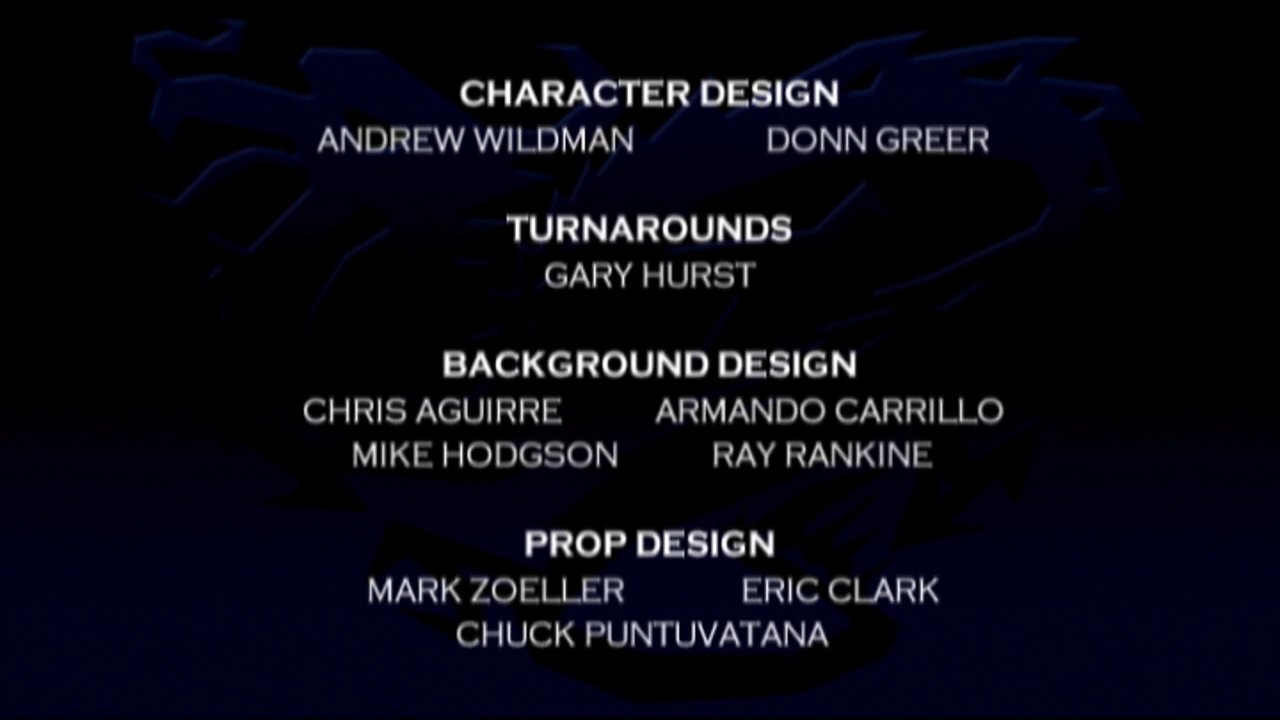 CHARACTER DESIGN
ANDREW WILDMAN DONN GREER
TURNAROUNDS
GARY HURST
BACKGROUND DESIGN
CHRIS AGUIRRE ARMANDO CARRILLO
MIKE HODGSON RAY RANKINE
PROP DESIGN
MARK ZOELLER ERIC CLARK
CHUCK PUNTUVATANA